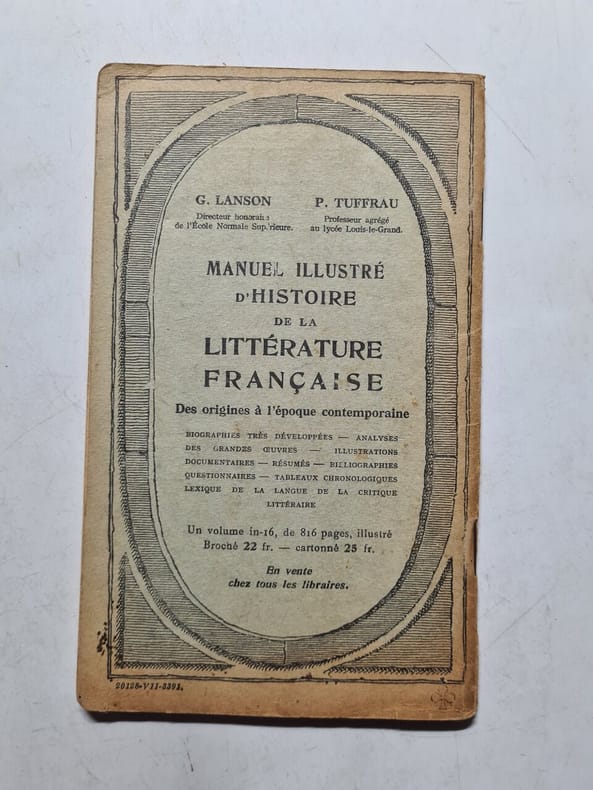 G. LANSON P. TUFFRAU
Directeur honoraire Professeur agrégé
de l'École Normale Supérieure. au lycée Louis-le-Grand.
MANUEL ILLUSTRÉ
D'HISTOIRE
DE LA
LITTÉRATURE
FRANÇAISE
Des origines à l'époque contemporaine
BIOGRAPHIES TRÈS DÉVELOPPÉES — ANALYSES
DES GRANDES ŒUVRES — ILLUSTRATIONS
DOCUMENTAIRES — RÉSUMÉS — BIBLIOGRAPHIES
QUESTIONNAIRES — TABLEAUX CHRONOLOGIQUES
LEXIQUE DE LA LANGUE DE LA CRITIQUE
LITTÉRAIRE
Un volume in-16, de 816 pages, illustré
Broché 22 fr. — cartonné 25 fr.
En vente
chez tous les libraires.